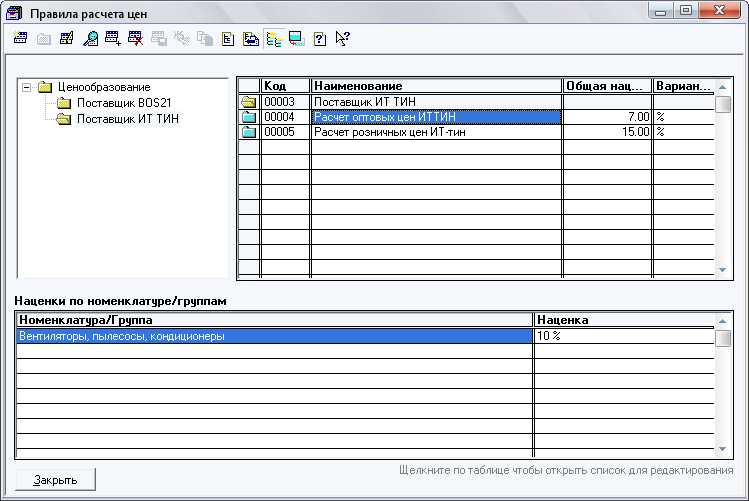 Правила расчета цен
Ценообразование
Поставщик BOS21
Поставщик ИТ ТИН
Код Наименование Общая нац... Вариан...
00003 Поставщик ИТ ТИН
00004 Расчет оптовых цен ИТТИН 7.00 %
00005 Расчет розничных цен ИТ-тин 15.00 %
Наценки по номенклатуре/группам
Номенклатура/Группа Наценка
Вентиляторы, пылесосы, кондиционеры 10 %
Щелкните по таблице чтобы открыть список для редактирования
Закрыть